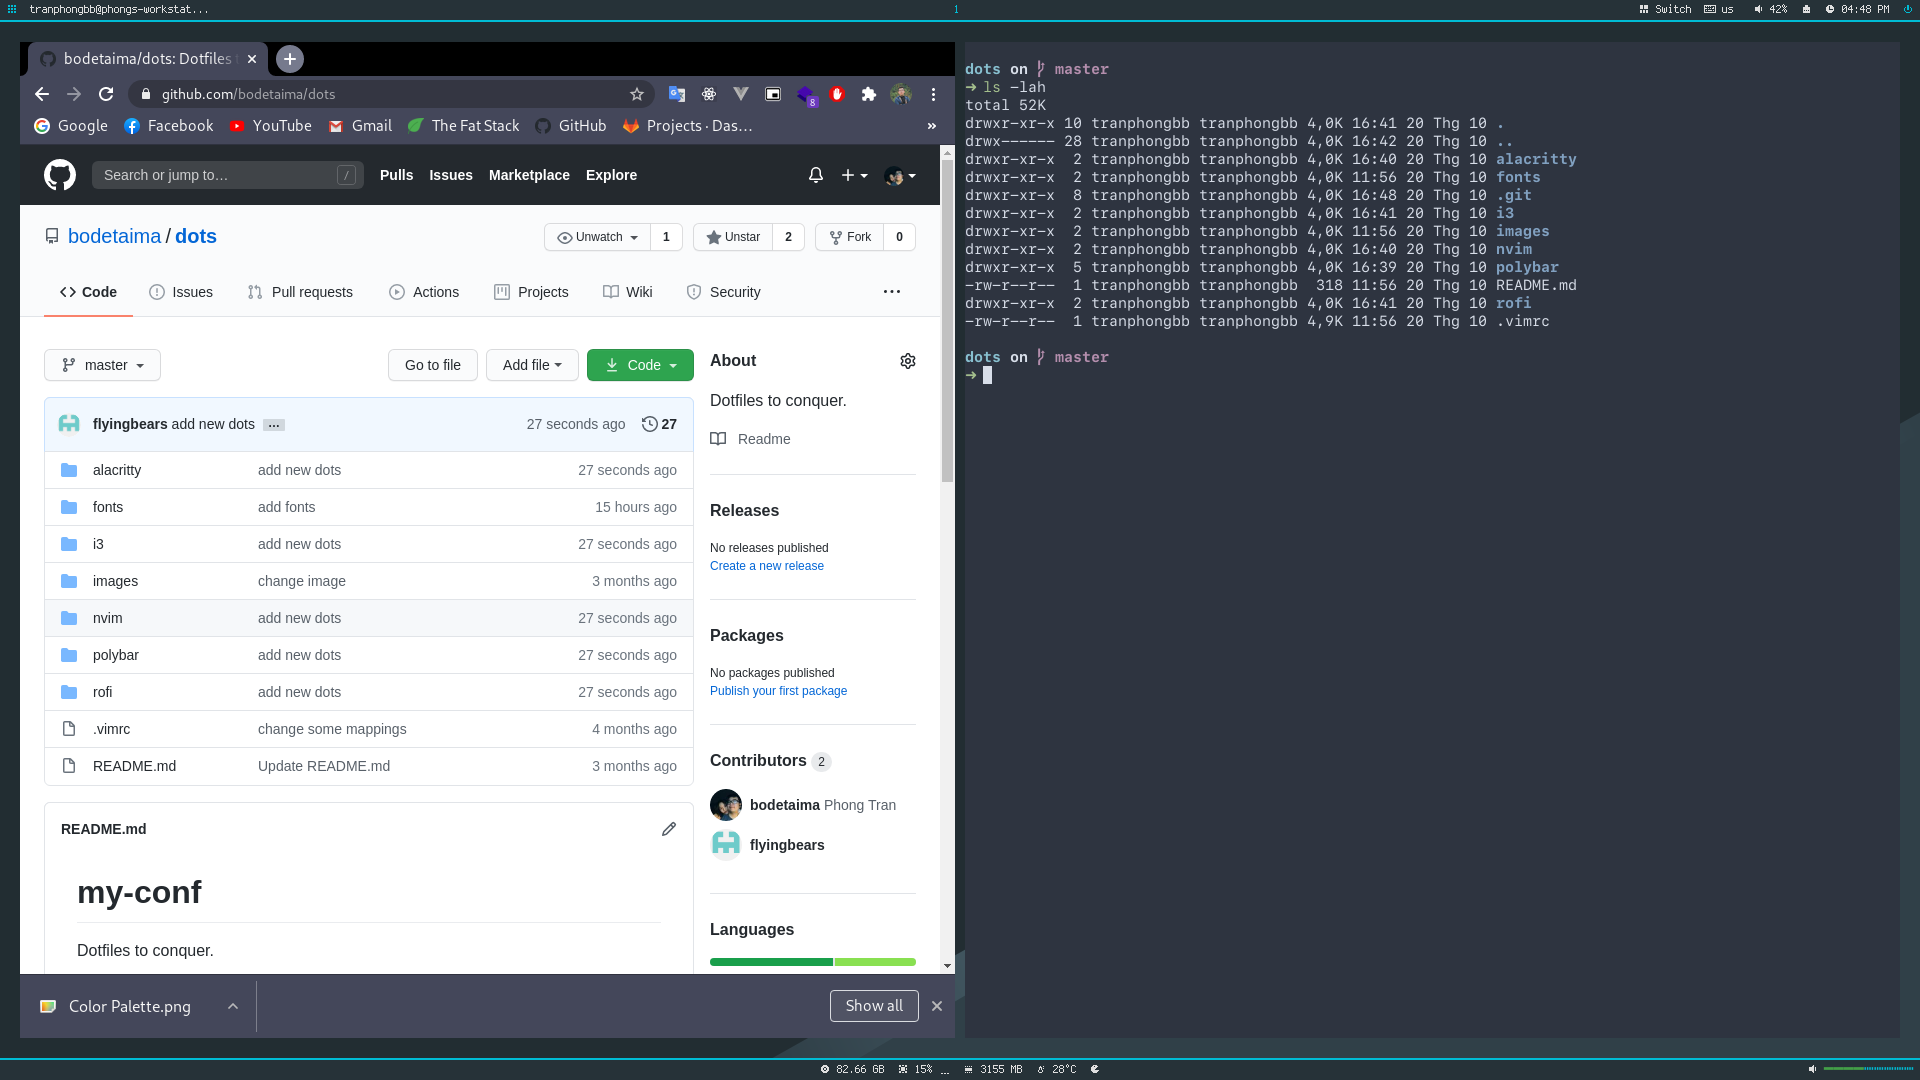 tranphongbb@phongs-workstat...
1
Switch us 42% 04:48 PM
bodetaima/dots: Dotfiles
github.com/bodetaima/dots
8
Google Facebook YouTube Gmail The Fat Stack GitHub Projects · Das… »
Search or jump to… / Pulls Issues Marketplace Explore
bodetaima / dots
Unwatch 1 Unstar 2 Fork 0
Code Issues Pull requests Actions Projects Wiki Security ...
master Go to file Add file Code
flyingbears add new dots ... 27 seconds ago 27
alacritty add new dots 27 seconds ago
fonts add fonts 15 hours ago
i3 add new dots 27 seconds ago
images change image 3 months ago
nvim add new dots 27 seconds ago
polybar add new dots 27 seconds ago
rofi add new dots 27 seconds ago
.vimrc change some mappings 4 months ago
README.md Update README.md 3 months ago
README.md
my-conf
Dotfiles to conquer.
About
Dotfiles to conquer.
Readme
Releases
No releases published
Create a new release
Packages
No packages published
Publish your first package
Contributors 2
bodetaima Phong Tran
flyingbears
Languages
Color Palette.png
Show all
dots on master
➜ ls -lah
total 52K
drwxr-xr-x 10 tranphongbb tranphongbb 4,0K 16:41 20 Thg 10 .
drwx------ 28 tranphongbb tranphongbb 4,0K 16:42 20 Thg 10 ..
drwxr-xr-x  2 tranphongbb tranphongbb 4,0K 16:40 20 Thg 10 alacritty
drwxr-xr-x  2 tranphongbb tranphongbb 4,0K 11:56 20 Thg 10 fonts
drwxr-xr-x  8 tranphongbb tranphongbb 4,0K 16:48 20 Thg 10 .git
drwxr-xr-x  2 tranphongbb tranphongbb 4,0K 16:41 20 Thg 10 i3
drwxr-xr-x  2 tranphongbb tranphongbb 4,0K 11:56 20 Thg 10 images
drwxr-xr-x  2 tranphongbb tranphongbb 4,0K 16:40 20 Thg 10 nvim
drwxr-xr-x  5 tranphongbb tranphongbb 4,0K 16:39 20 Thg 10 polybar
-rw-r--r--  1 tranphongbb tranphongbb  318 11:56 20 Thg 10 README.md
drwxr-xr-x  2 tranphongbb tranphongbb 4,0K 16:41 20 Thg 10 rofi
-rw-r--r--  1 tranphongbb tranphongbb 4,9K 11:56 20 Thg 10 .vimrc
dots on master
➜
82.66 GB 15% ... 3155 MB 28°C